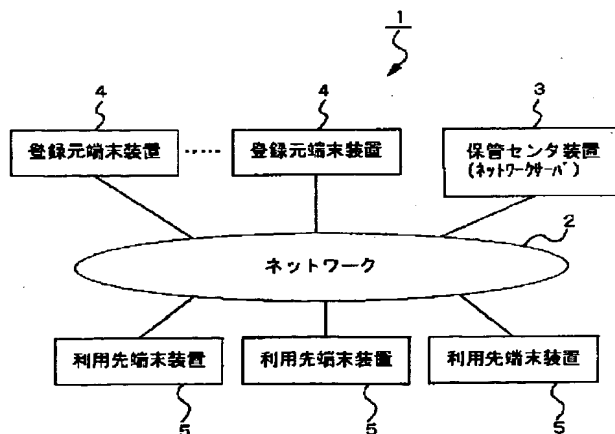 1
4
4
3
登録元端末装置
‥‥‥
登録元端末装置
保管センタ装置
(ネットワークサーバ)
2
ネットワーク
利用先端末装置
利用先端末装置
利用先端末装置
5
5
5